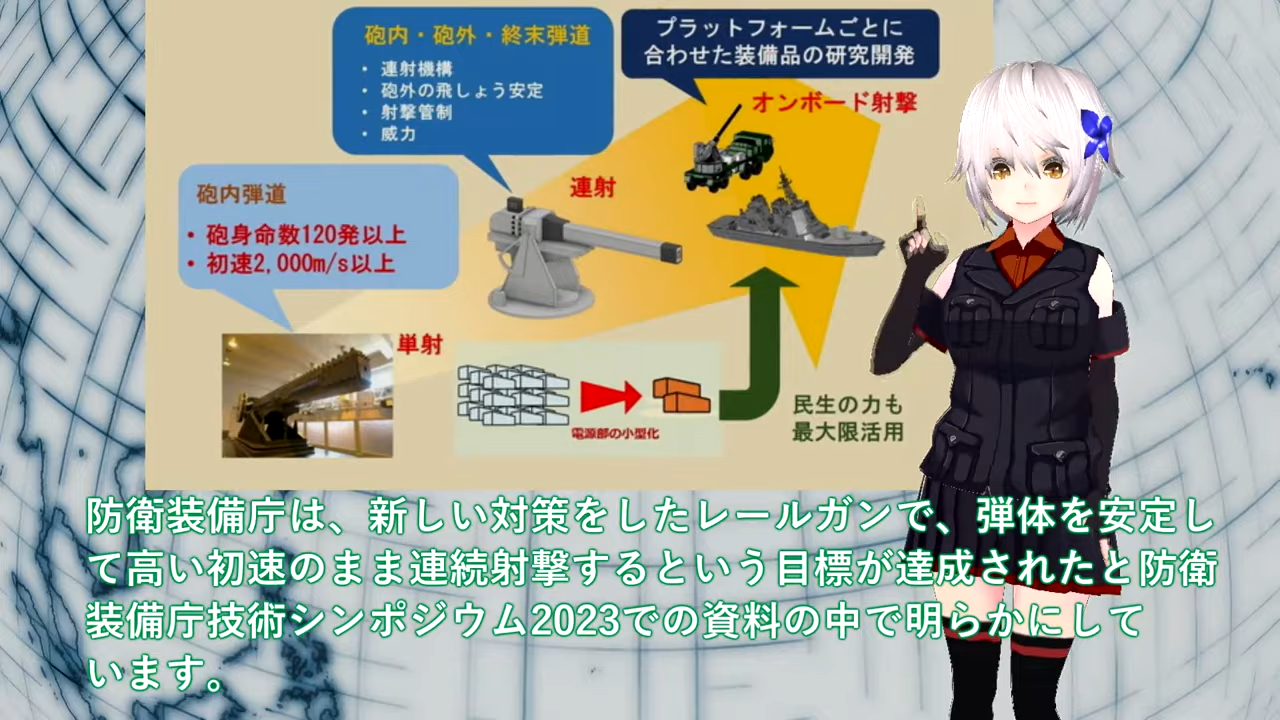 プラットフォームごとに
合わせた装備品の研究開発
砲内・砲外・終末弾道
・ 連射機構
・ 砲外の飛しょう安定
・ 射撃管制
・ 威力
オンボード射撃
連射
砲内弾道
・ 砲身命数120発以上
・ 初速2,000m/s以上
単射
電源部の小型化
民生の力も
最大限活用
防衛装備庁は、新しい対策をしたレールガンで、弾体を安定し
て高い初速のまま連続射撃するという目標が達成されたと防衛
装備庁技術シンポジウム2023での資料の中で明らかにして
います。